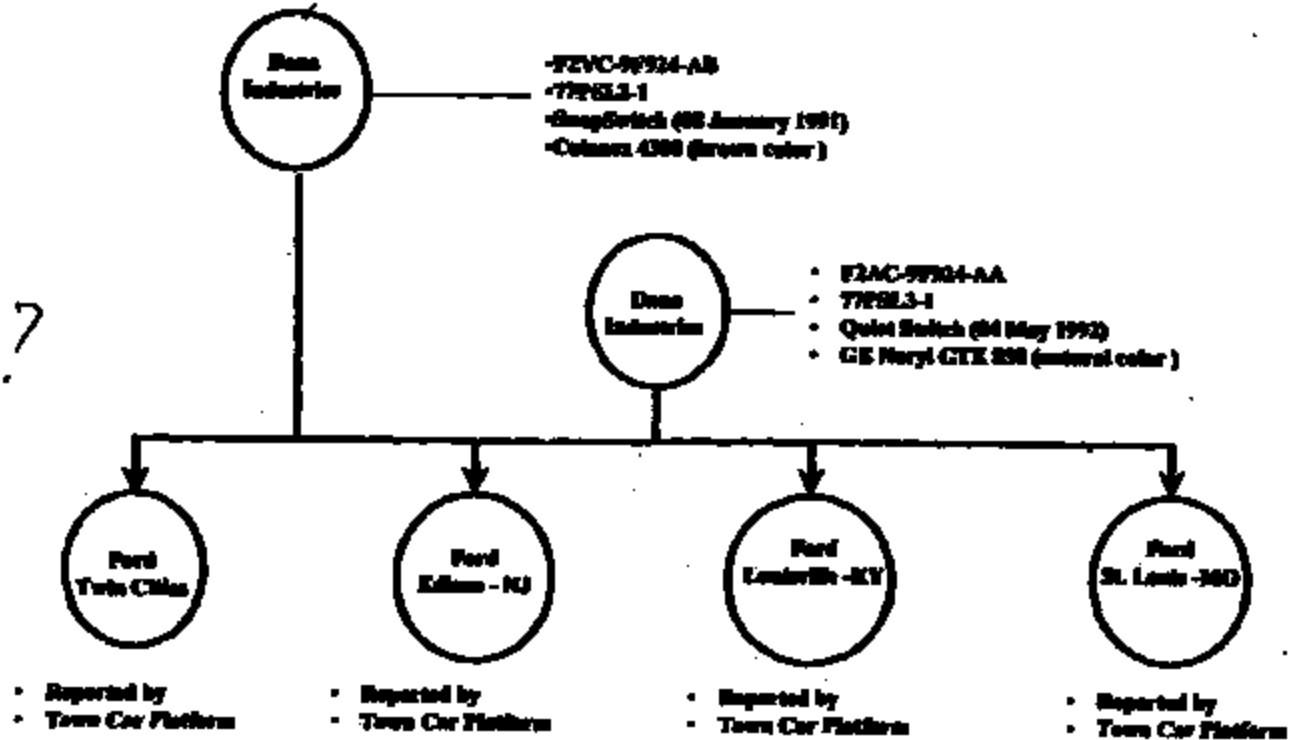 Dana
Industries
•F2VC-9F924-AB
•77PSL3-1
•SnapSwitch (08 January 1991)
•Celanex 4300 (brown color )
Dana
Industries
• F2AC-9F924-AA
• 77PSL3-1
• Quiet Switch (04 May 1992)
• GE Noryl GTX 830 (natural color )
?
Ford
Twin Cities
Ford
Edison - NJ
Ford
Louisville -KY
Ford
St. Louis -MO
• Reported by
• Town Car Platform
• Reported by
• Town Car Platform
• Reported by
• Town Car Platform
• Reported by
• Town Car Platform